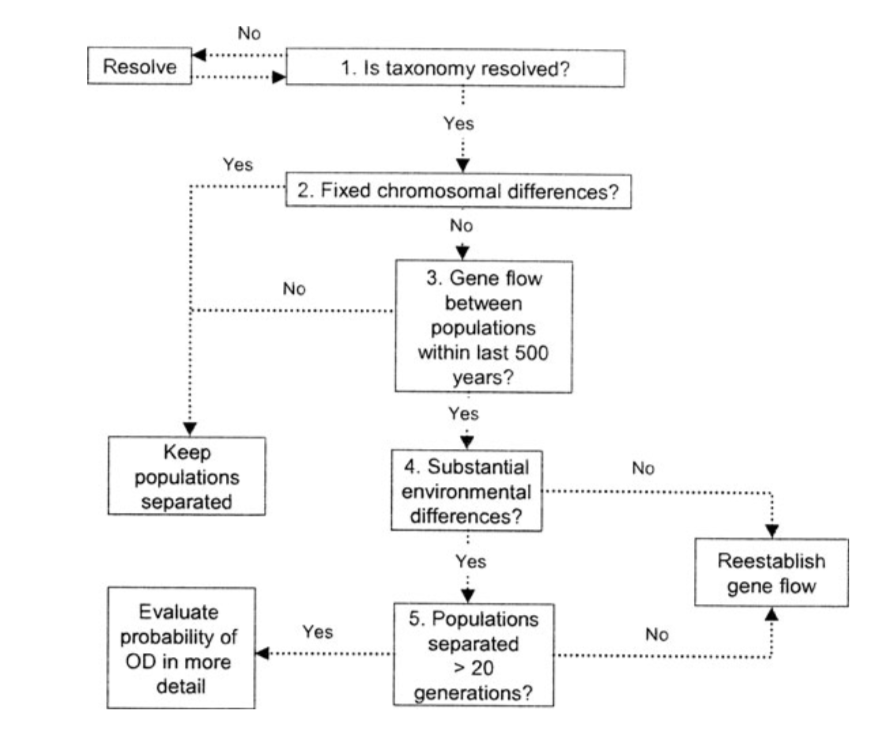 No
Resolve
1. Is taxonomy resolved?
Yes
Yes
2. Fixed chromosomal differences?
No
No
3. Gene flow
between
populations
within last 500
years?
Yes
Keep
populations
separated
4. Substantial
environmental
differences?
No
Yes
Reestablish
gene flow
Evaluate
probability of
OD in more
detail
Yes
5. Populations
separated
> 20
generations?
No